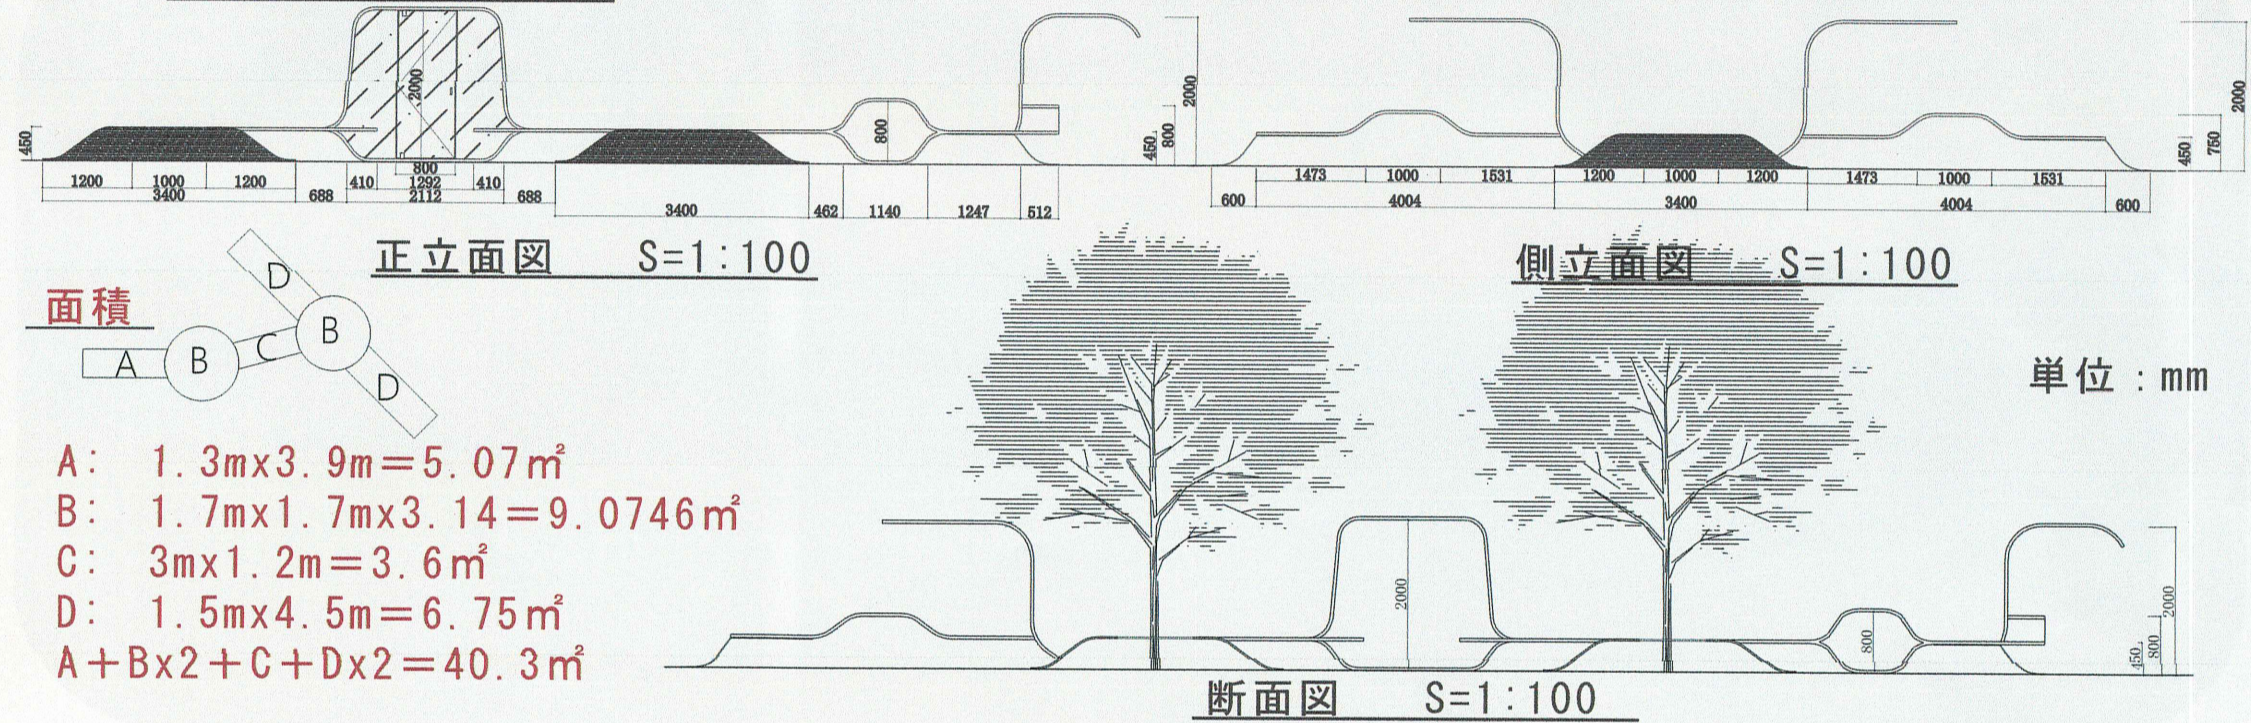 2000
800
450
1200
1000
1200
3400
688
410
800
1292
410
2112
688
3400
462
1140
1247
512
2000
800
450
正立面図 S=1:100
600
1473
1000
1531
4004
1200
1000
1200
3400
1473
1000
1531
4004
600
2000
750
450
側立面図 S=1:100
面積
D
B
C
B
A
D
単位:mm
A: 1.3mx3.9m=5.07㎡
B: 1.7mx1.7mx3.14=9.0746㎡
C: 3mx1.2m=3.6㎡
D: 1.5mx4.5m=6.75㎡
A+Bx2+C+Dx2=40.3㎡
2000
800
2000
800
450
断面図 S=1:100